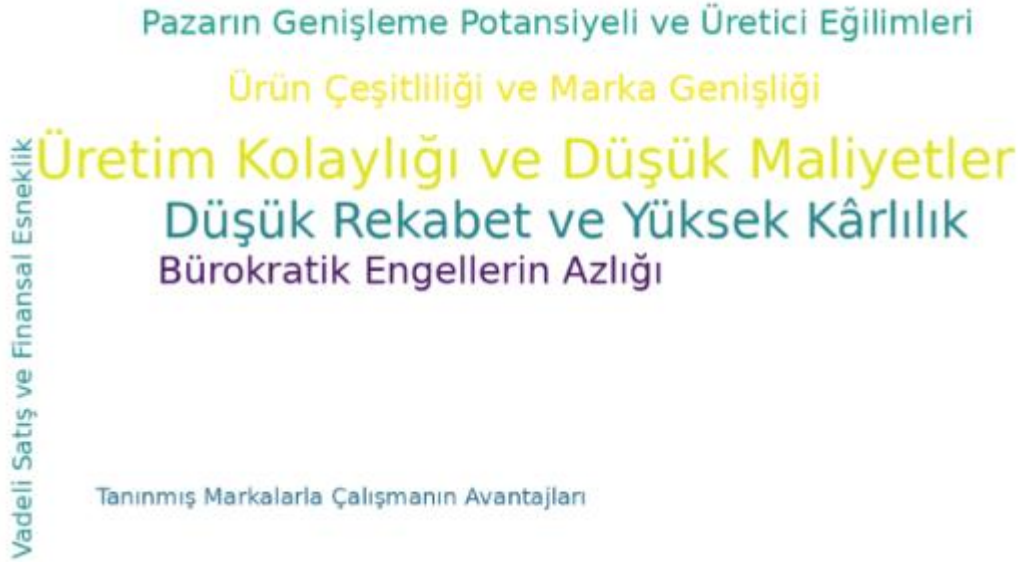 Pazarın Genişleme Potansiyeli ve Üretici Eğilimleri
Ürün Çeşitliliği ve Marka Genişliği
Üretim Kolaylığı ve Düşük Maliyetler
Düşük Rekabet ve Yüksek Kârlılık
Bürokratik Engellerin Azlığı
Vadeli Satış ve Finansal Esneklik
Tanınmış Markalarla Çalışmanın Avantajları